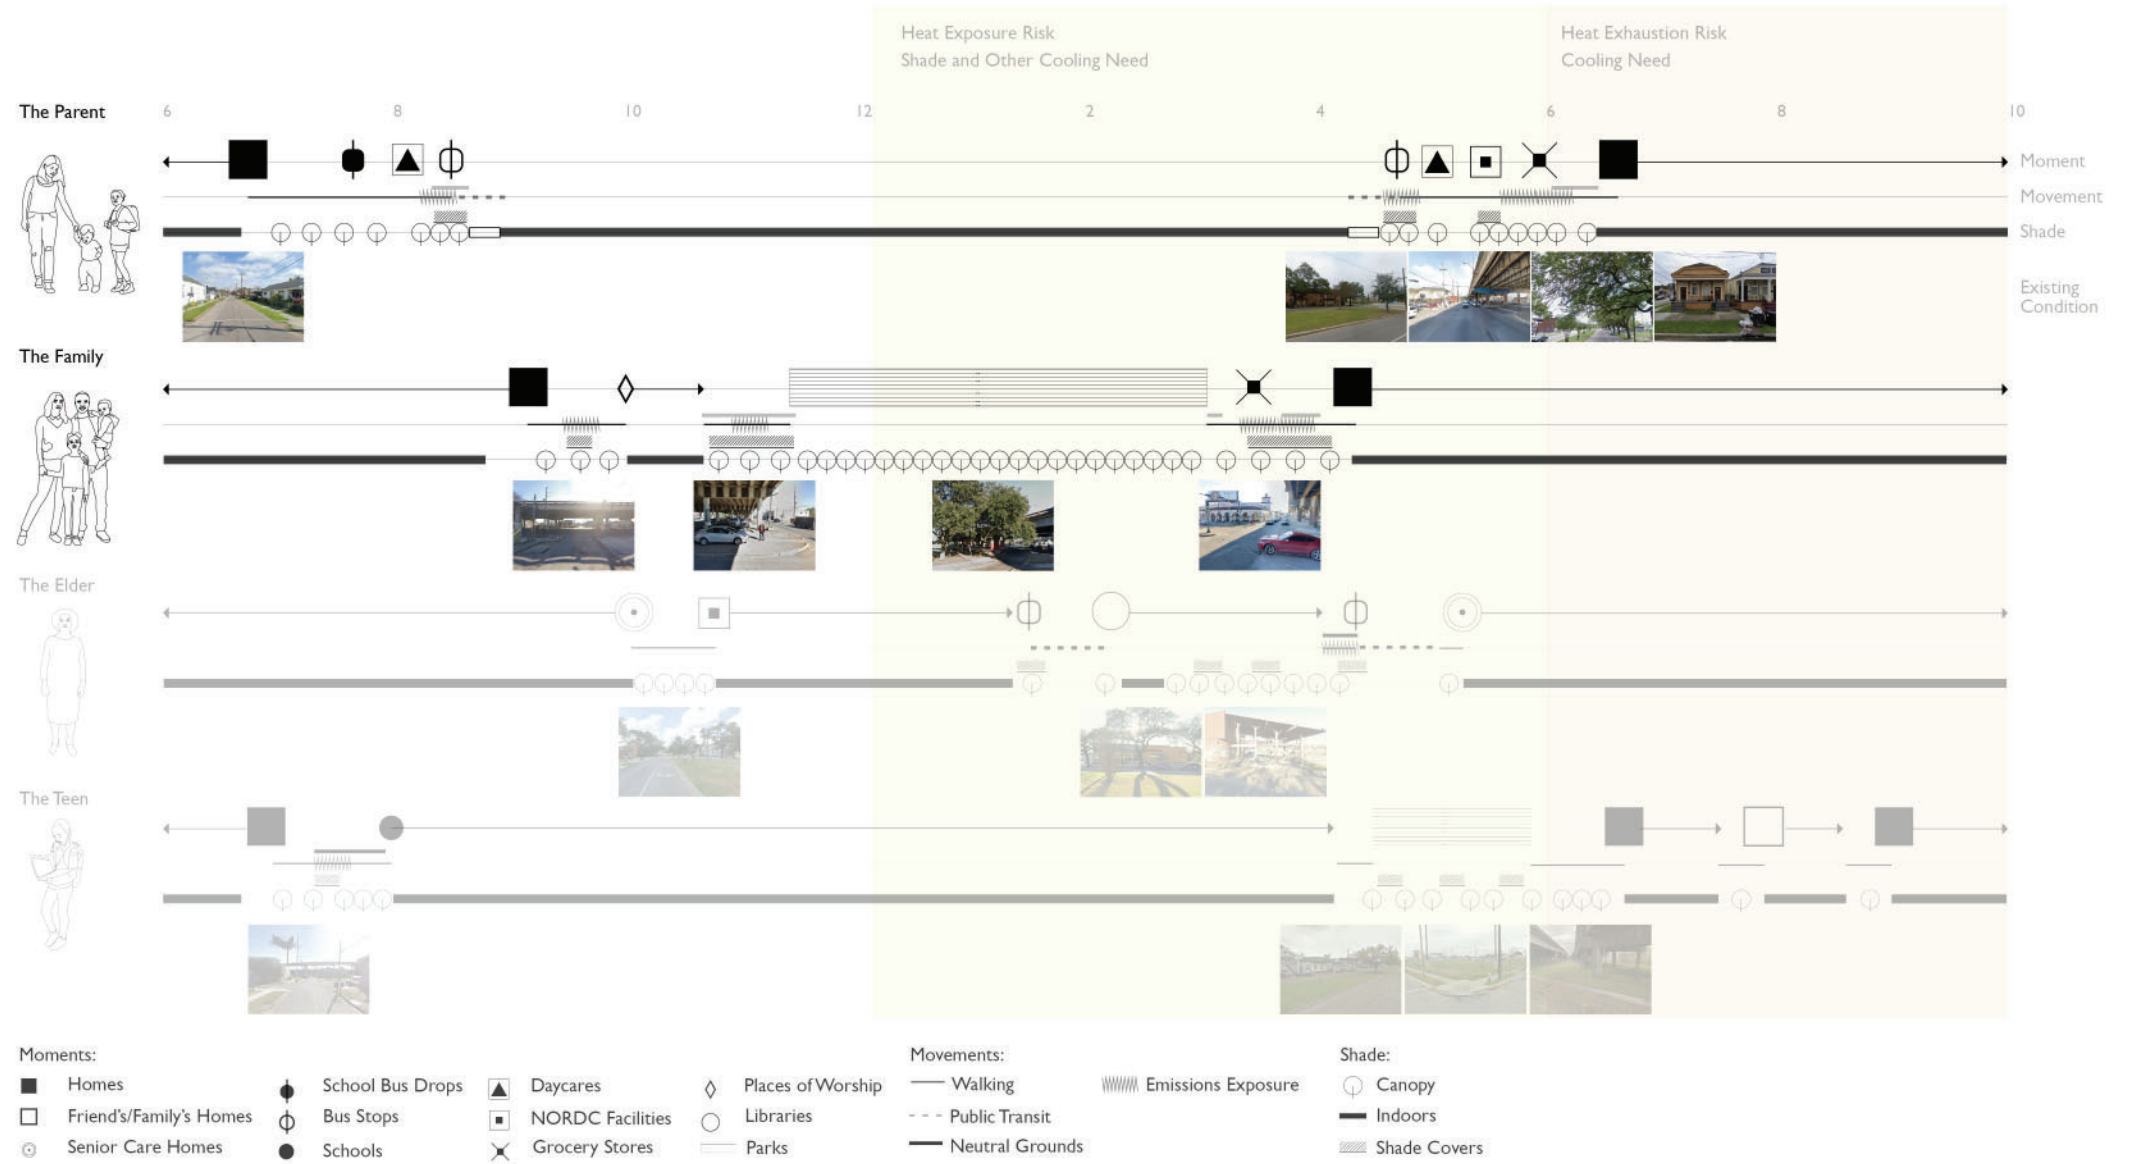 Heat Exposure Risk
Shade and Other Cooling Need
Heat Exhaustion Risk
Cooling Need
The Parent
6 8 10 12 2 4 6 8 10
Moment
Movement
Shade
Existing
Condition
The Family
The Elder
The Teen
Moments:
Homes
Friend's/Family's Homes
Senior Care Homes
School Bus Drops
Bus Stops
Schools
Daycares
NORDC Facilities
Grocery Stores
Places of Worship
Libraries
Parks
Movements:
Walking
Public Transit
Neutral Grounds
Emissions Exposure
Shade:
Canopy
Indoors
Shade Covers